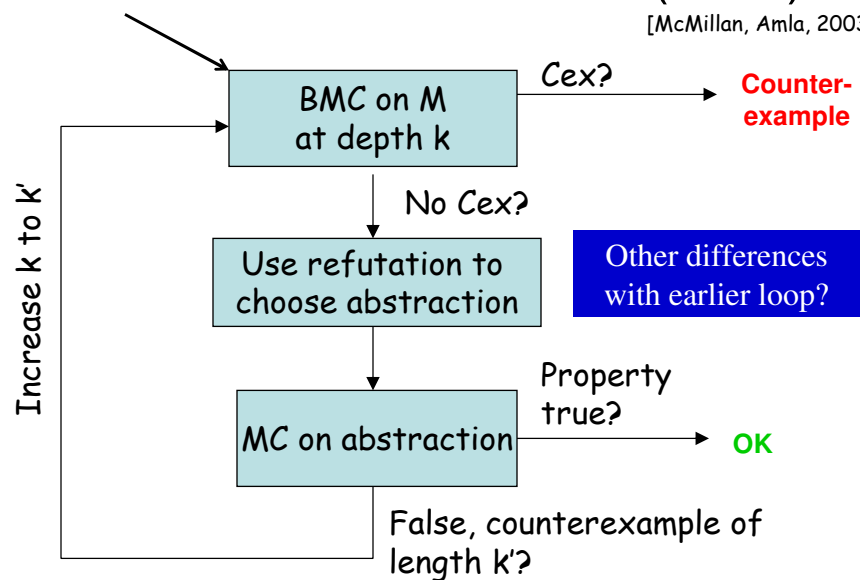 [McMillan, Amla, 2003
BMC on M
at depth k
Cex?
Counter-
example
No Cex?
Increase k to k'
Use refutation to
choose abstraction
Other differences
with earlier loop?
MC on abstraction
Property
true?
OK
False, counterexample of
length k'?